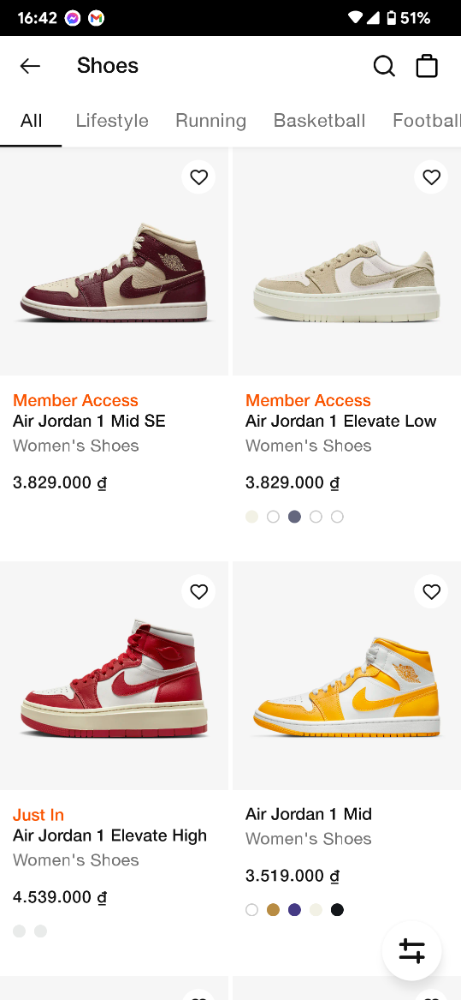 16:42
51%
Shoes
All
Lifestyle
Running
Basketball
Football
Member Access
Air Jordan 1 Mid SE
Women's Shoes
3.829.000 ₫
Member Access
Air Jordan 1 Elevate Low
Women's Shoes
3.829.000 ₫
Just In
Air Jordan 1 Elevate High
Women's Shoes
4.539.000 ₫
Air Jordan 1 Mid
Women's Shoes
3.519.000 ₫